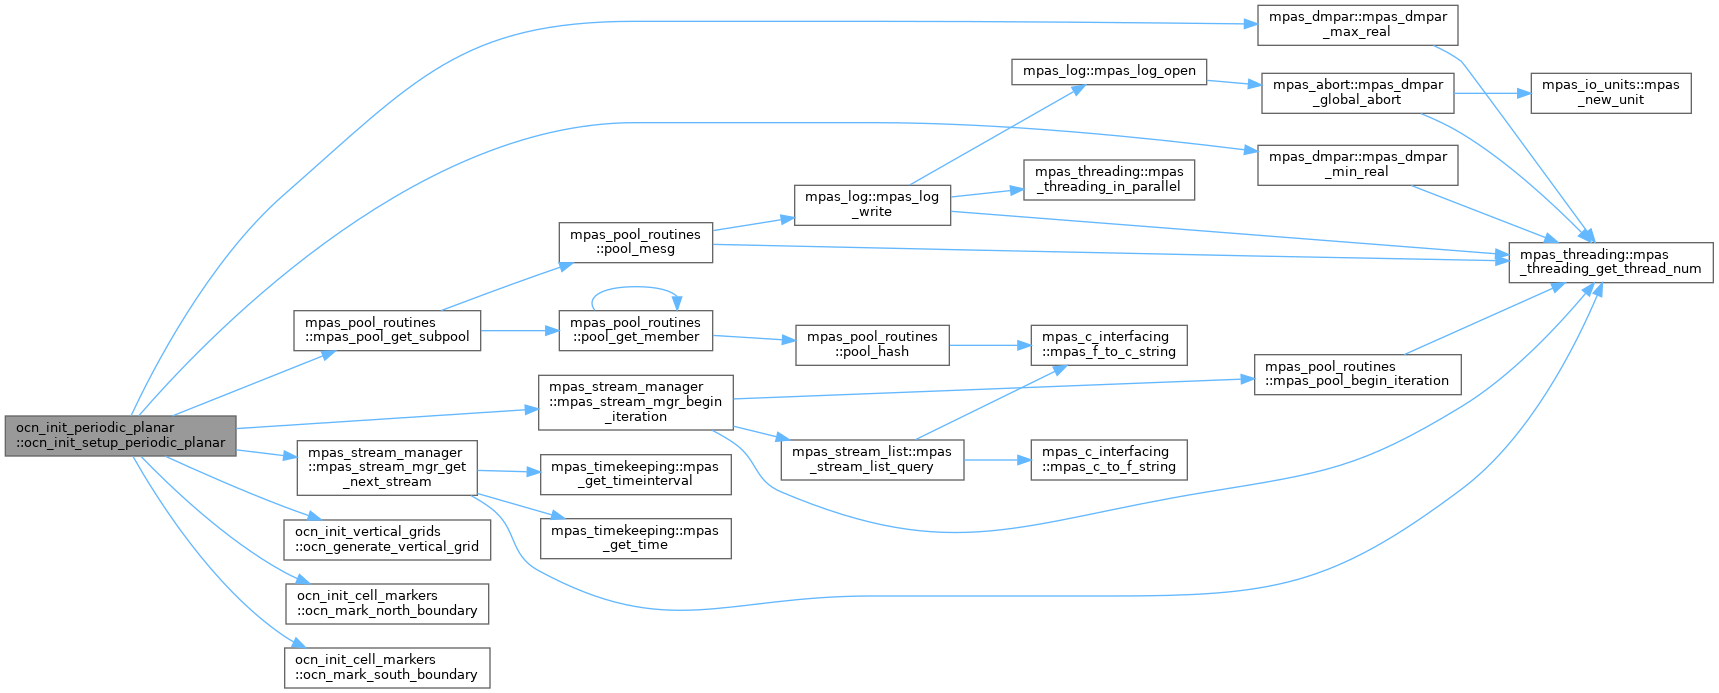 mpas_dmpar::mpas_dmpar
_max_real
mpas_log::mpas_log_open
mpas_abort::mpas_dmpar
_global_abort
mpas_io_units::mpas
_new_unit
mpas_dmpar::mpas_dmpar
_min_real
mpas_threading::mpas
_threading_in_parallel
mpas_log::mpas_log
_write
mpas_pool_routines
::pool_mesg
mpas_threading::mpas
_threading_get_thread_num
mpas_pool_routines
::mpas_pool_get_subpool
mpas_pool_routines
::pool_get_member
mpas_pool_routines
::pool_hash
mpas_c_interfacing
::mpas_f_to_c_string
mpas_pool_routines
::mpas_pool_begin_iteration
mpas_stream_manager
::mpas_stream_mgr_begin
_iteration
ocn_init_periodic_planar
::ocn_init_setup_periodic_planar
mpas_stream_manager
::mpas_stream_mgr_get
_next_stream
mpas_stream_list::mpas
_stream_list_query
mpas_c_interfacing
::mpas_c_to_f_string
mpas_timekeeping::mpas
_get_timeinterval
ocn_init_vertical_grids
::ocn_generate_vertical_grid
mpas_timekeeping::mpas
_get_time
ocn_init_cell_markers
::ocn_mark_north_boundary
ocn_init_cell_markers
::ocn_mark_south_boundary